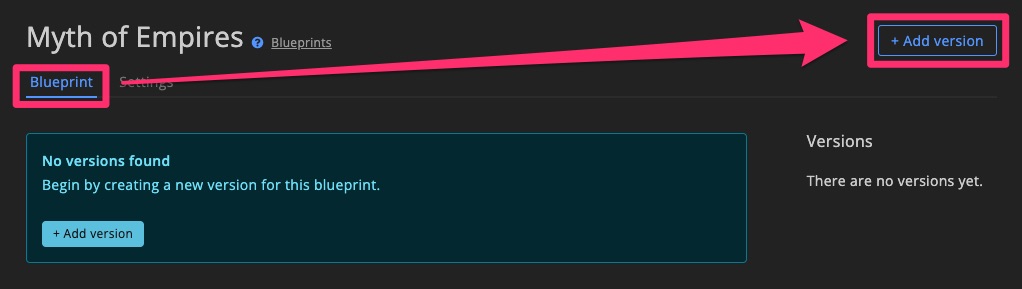 Myth of Empires ? Blueprints
+ Add version
Blueprint Settings
No versions found
Begin by creating a new version for this blueprint.
+ Add version
Versions
There are no versions yet.